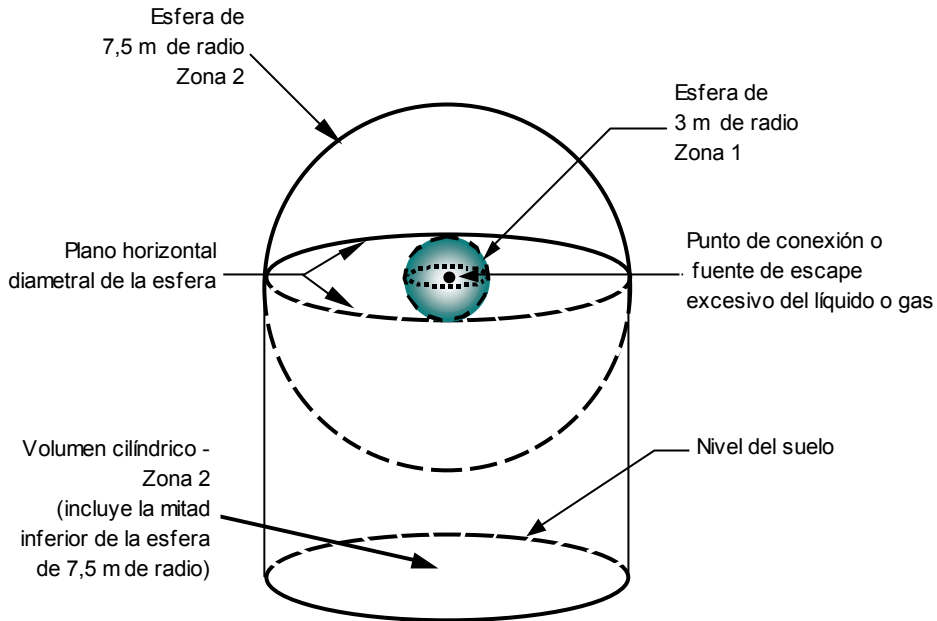 Esfera de
7,5 m de radio
Zona 2
Esfera de
3 m de radio
Zona 1
Plano horizontal
diametral de la esfera
Punto de conexión o
fuente de escape
excesivo del líquido o gas
Volumen cilíndrico -
Zona 2
(incluye la mitad
inferior de la esfera
de 7,5 m de radio)
Nivel del suelo